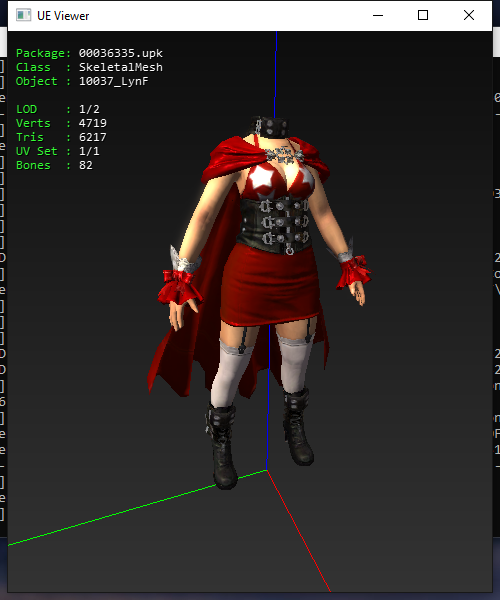 UE Viewer
Package: 00036335.upk
Class  : SkeletalMesh
Object : 10037_LynF
LOD    : 1/2
Verts  : 4719
Tris   : 6217
UV Set : 1/1
Bones  : 82